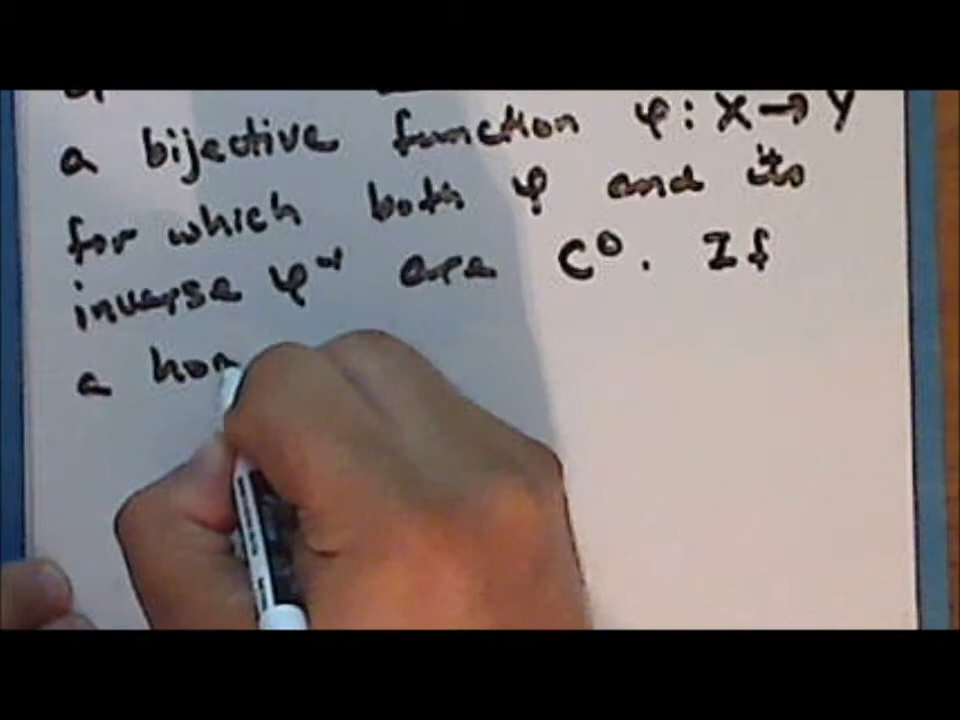 a bijective function φ: X → Y
for which both φ and its
inverse φ⁻¹ are C⁰. If
a hom